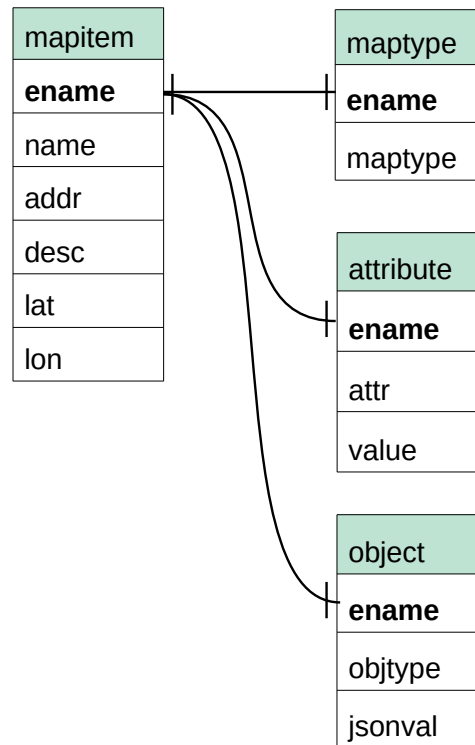 mapitem
ename
name
addr
desc
lat
lon
maptype
ename
maptype
attribute
ename
attr
value
object
ename
objtype
jsonval